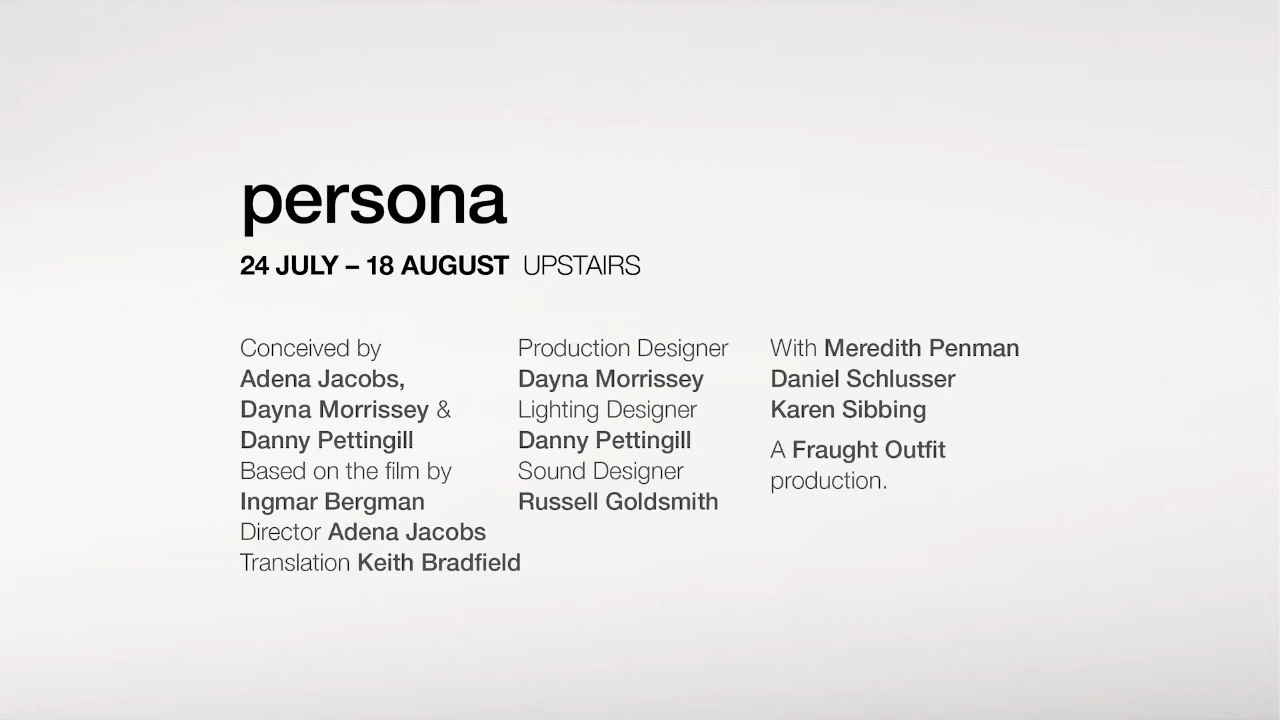 persona
24 JULY – 18 AUGUST UPSTAIRS
Conceived by
Adena Jacobs,
Dayna Morrissey &
Danny Pettingill
Based on the film by
Ingmar Bergman
Director Adena Jacobs
Translation Keith Bradfield
Production Designer
Dayna Morrissey
Lighting Designer
Danny Pettingill
Sound Designer
Russell Goldsmith
With Meredith Penman
Daniel Schlusser
Karen Sibbing
A Fraught Outfit
production.